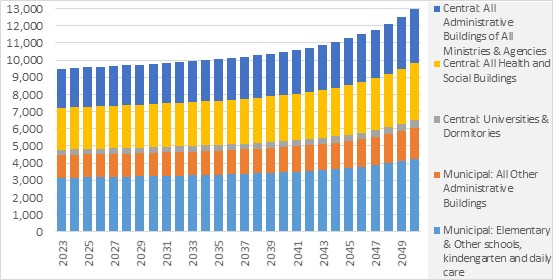 13,000
12,000
11,000
10,000
9,000
8,000
7,000
6,000
5,000
4,000
3,000
2,000
1,000
0
2023
2025
2027
2029
2031
2033
2035
2037
2039
2041
2043
2045
2047
2049
Central: All
Administrative
Buildings of All
Ministries & Agencies
Central: All Health and
Social Buildings
Central: Universities &
Dormitories
Municipal: All Other
Administrative
Buildings
Municipal: Elementary
& Other schools,
kindengarten and daily
care